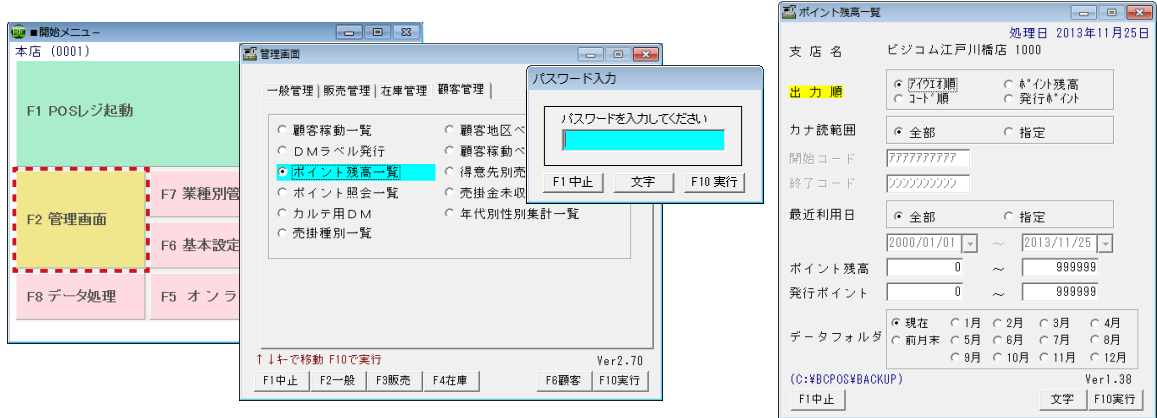 ■開始メニュー
本店 (0001)
F1 POSレジ起動
F2 管理画面
F7 業種別管
F6 基本設定
F8 データ処理
F5 オンラ
管理画面
一般管理 販売管理 在庫管理 顧客管理
顧客稼動一覧
DMラベル発行
ポイント残高一覧
ポイント照会一覧
カルテ用DM
売掛種別一覧
顧客地区ベ
顧客稼動ベ
得意先別売
売掛金未収
年代別性別集計一覧
↑↓キーで移動 F10で実行
Ver2.70
F1中止 F2一般 F3販売 F4在庫 F6顧客 F10実行
パスワード入力
パスワードを入力してください
F1中止 文字 F10実行
ポイント残高一覧
処理日 2013年11月25日
支店名 ビジコム江戸川橋店 1000
出力順 ｱｲｳｴｵ順 ﾎﾟｲﾝﾄ残高
ｺｰﾄﾞ順 発行ﾎﾟｲﾝﾄ
カナ読範囲 全部 指定
開始コード ｱｱｱｱｱｱｱｱｱｱ
終了コード ﾝﾝﾝﾝﾝﾝﾝﾝﾝﾝ
最近利用日 全部 指定
2000/01/01 ～ 2013/11/25
ポイント残高 0 ～ 999999
発行ポイント 0 ～ 999999
データフォルダ
現在 1月 2月 3月 4月
前月末 5月 6月 7月 8月
9月 10月 11月 12月
(C:¥BCPOS¥BACKUP) Ver1.38
F1中止 文字 F10実行